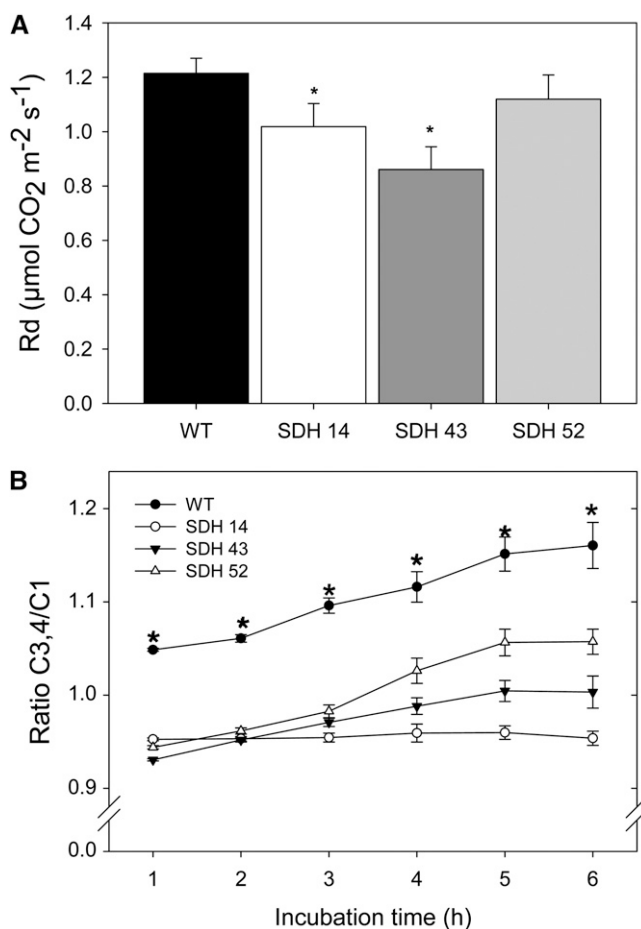 A
Rd (µmol CO₂ m⁻² s⁻¹)
1.4
1.2
1.0
0.8
0.6
0.4
0.2
0.0
*
*
WT
SDH 14
SDH 43
SDH 52
B
Ratio C3,4/C1
1.2
1.1
1.0
0.9
0.0
WT
SDH 14
SDH 43
SDH 52
*
*
*
*
*
*
1
2
3
4
5
6
Incubation time (h)